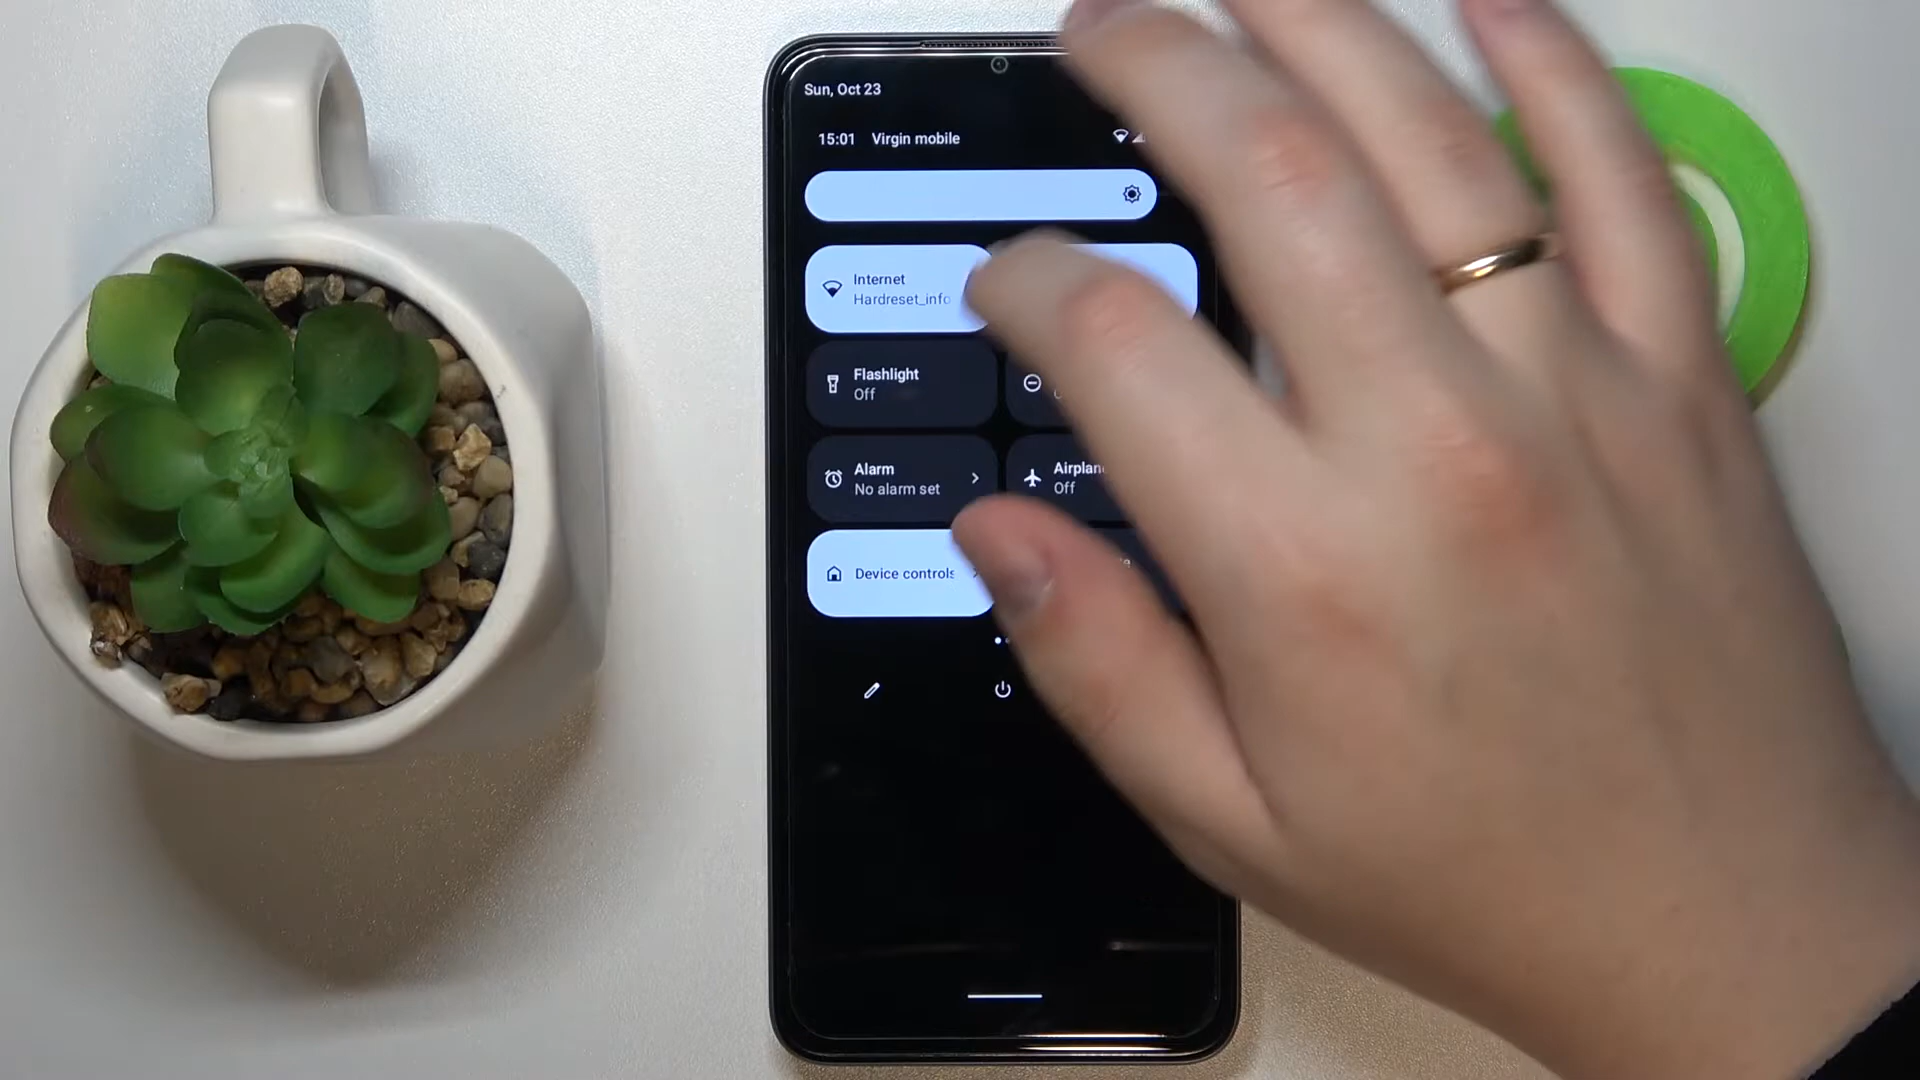 Sun, Oct 23
15:01 Virgin mobile
Internet
Hardreset_info
Flashlight
Off
Alarm
No alarm set
Airplan
Off
Device controls